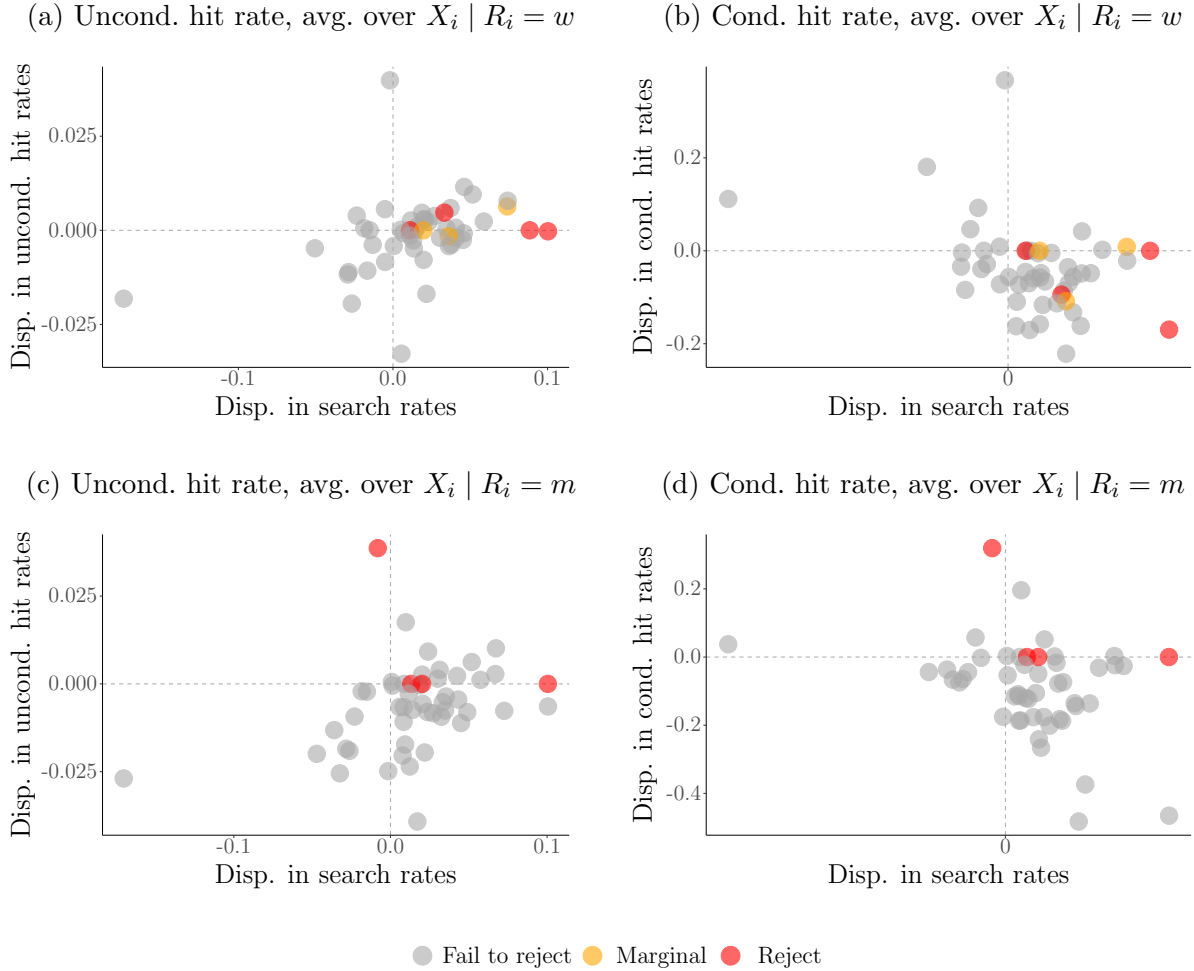 (a) Uncond. hit rate, avg. over X_i | R_i = w
(b) Cond. hit rate, avg. over X_i | R_i = w
Disp. in uncond. hit rates
0.025
0.000
-0.025
-0.1
0.0
0.1
Disp. in search rates
Disp. in cond. hit rates
0.2
0.0
-0.2
0
Disp. in search rates
(c) Uncond. hit rate, avg. over X_i | R_i = m
(d) Cond. hit rate, avg. over X_i | R_i = m
Disp. in uncond. hit rates
0.025
0.000
-0.025
-0.1
0.0
0.1
Disp. in search rates
Disp. in cond. hit rates
0.2
0.0
-0.2
-0.4
0
Disp. in search rates
Fail to reject Marginal Reject